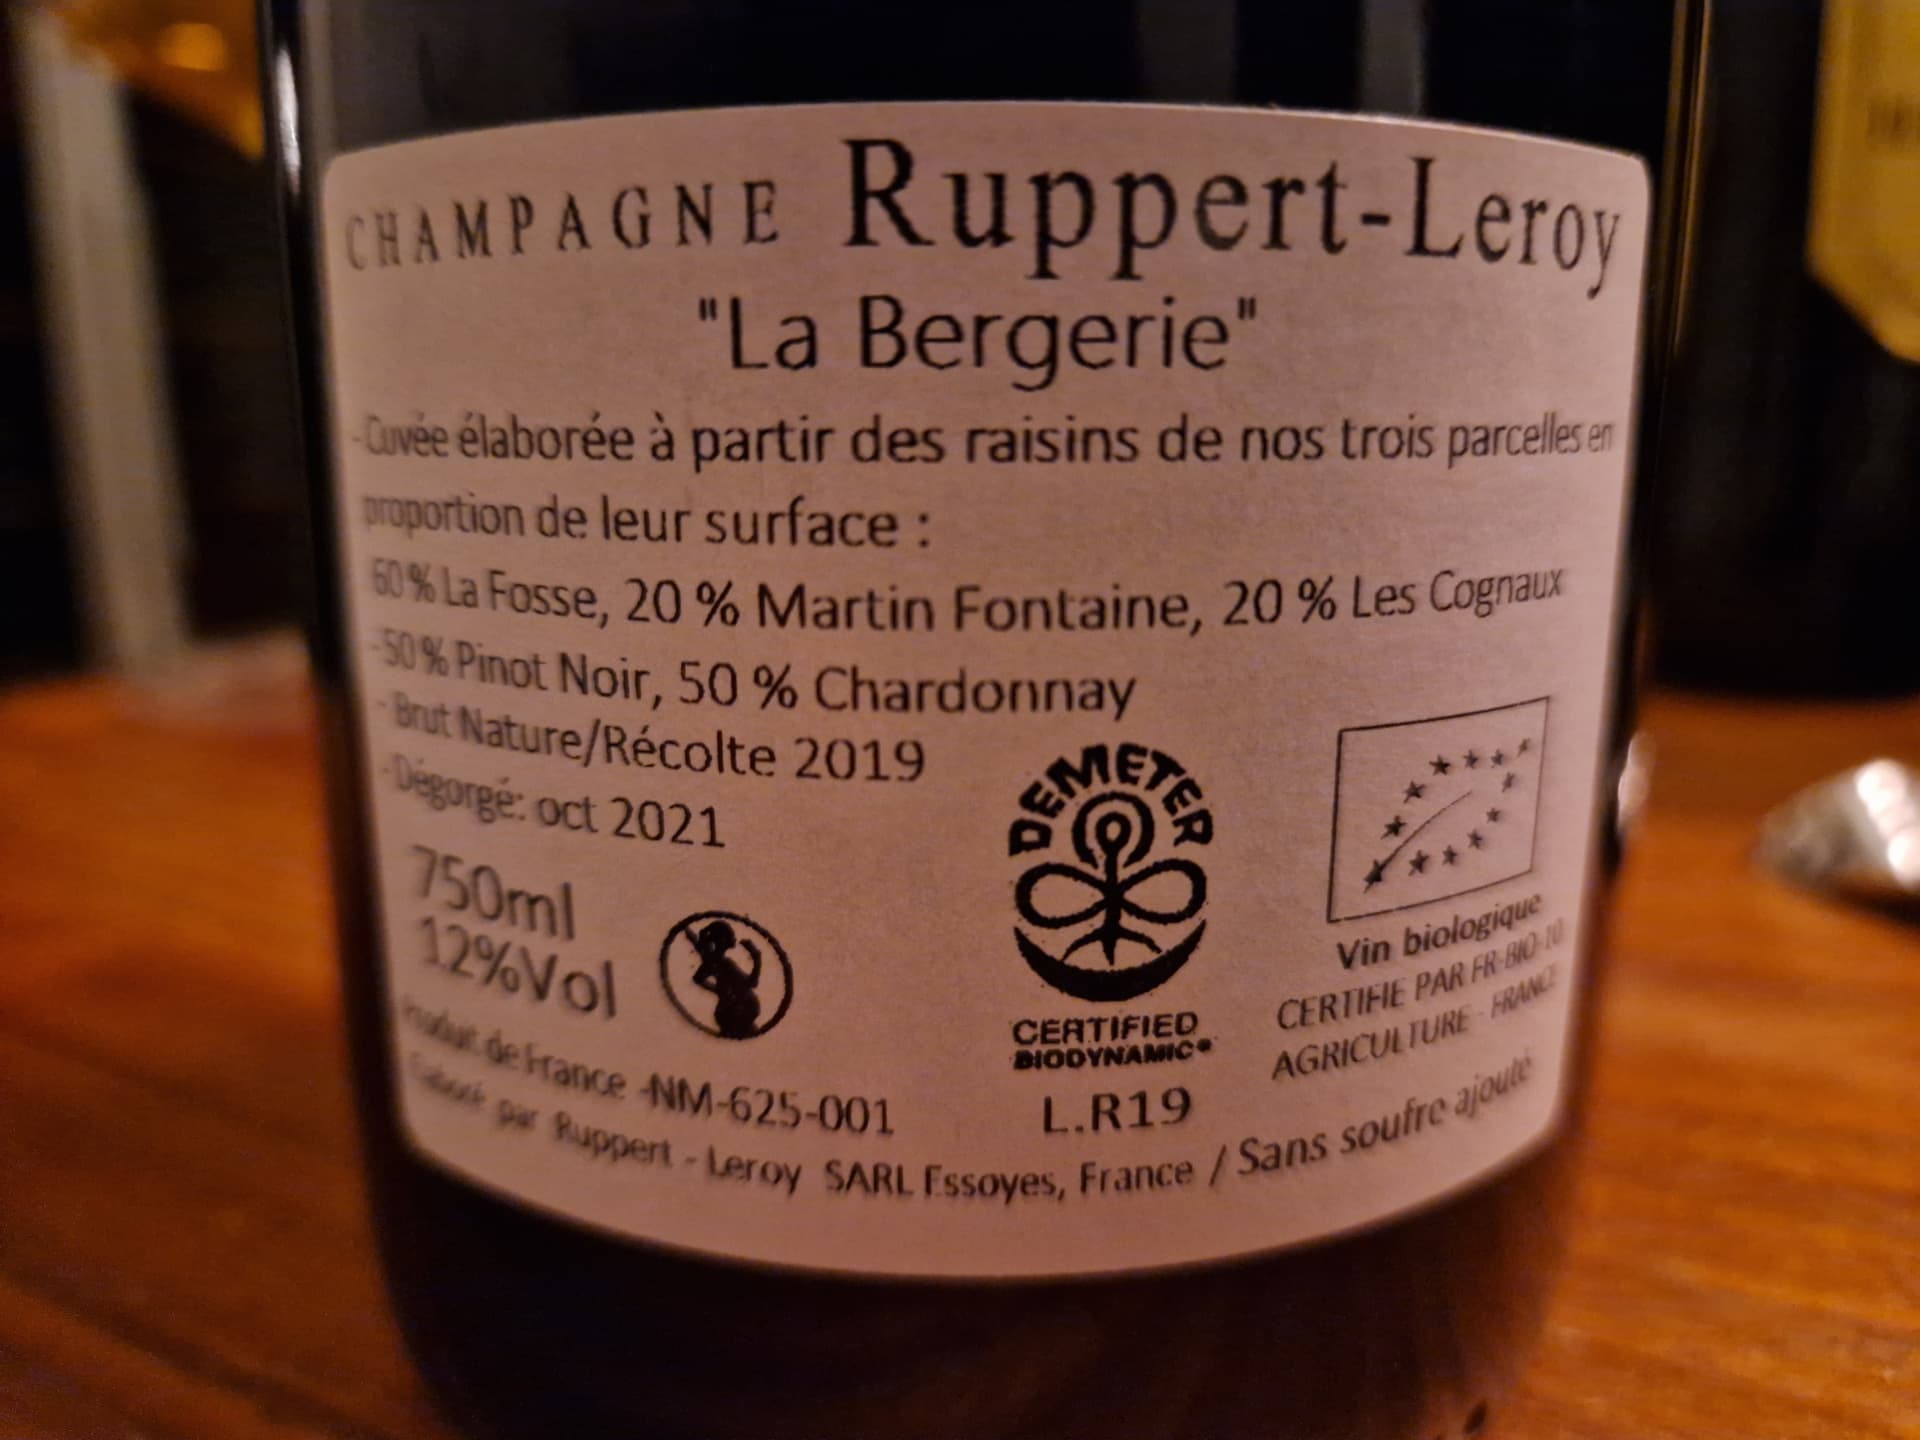 CHAMPAGNE Ruppert-Leroy
"La Bergerie"
-Cuvée élaborée à partir des raisins de nos trois parcelles en
proportion de leur surface :
60 % La Fosse, 20 % Martin Fontaine, 20 % Les Cognaux
-50 % Pinot Noir, 50 % Chardonnay
- Brut Nature/Récolte 2019
- Dégorgé: oct 2021
750ml
12%Vol
DEMETER
CERTIFIED
BIODYNAMIC®
L.R19
Vin biologique
CERTIFIE PAR FR-BIO-10
AGRICULTURE - FRANCE
Produit de France -NM-625-001
Elaboré par Ruppert - Leroy SARL Essoyes, France / Sans soufre ajouté